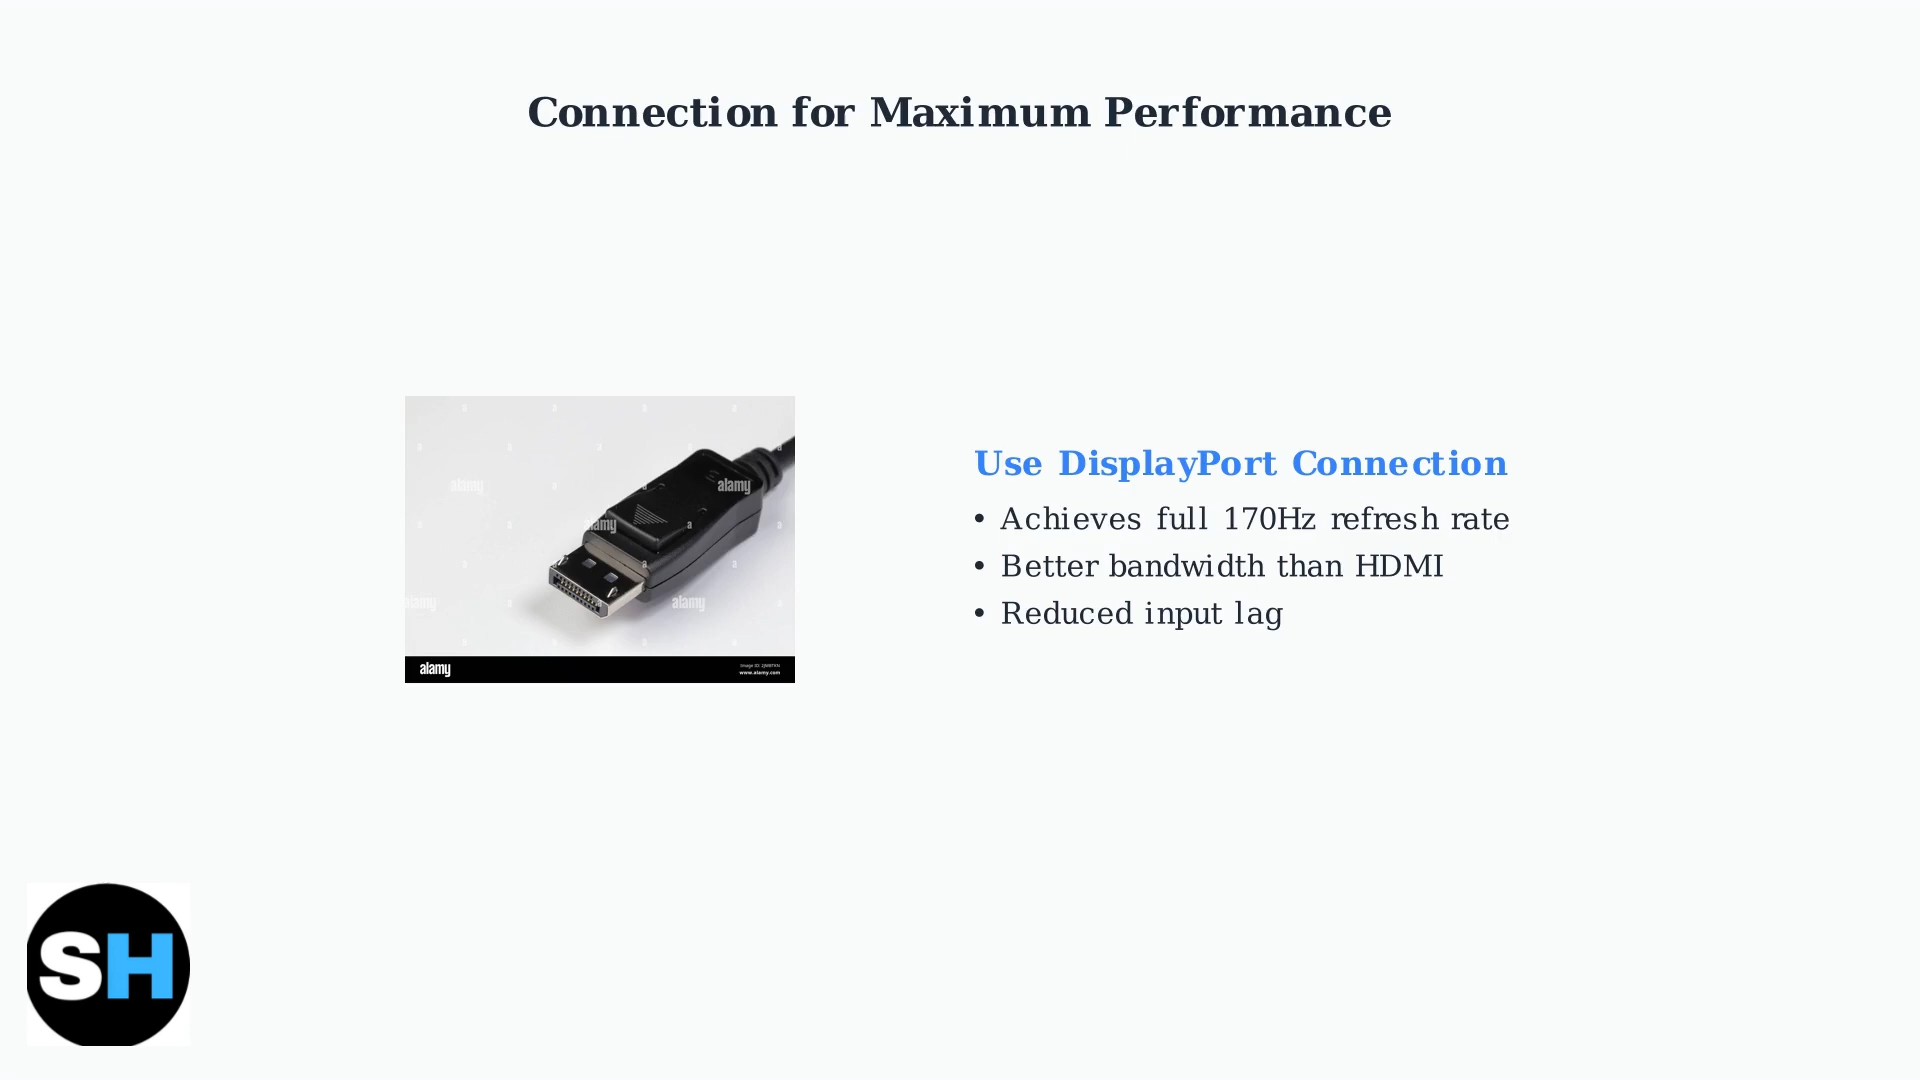 Connection for Maximum Performance
alamy
alamy
alamy
alamy
alamy
alamy
www.alamy.com
Use DisplayPort Connection
• Achieves full 170Hz refresh rate
• Better bandwidth than HDMI
• Reduced input lag
SH